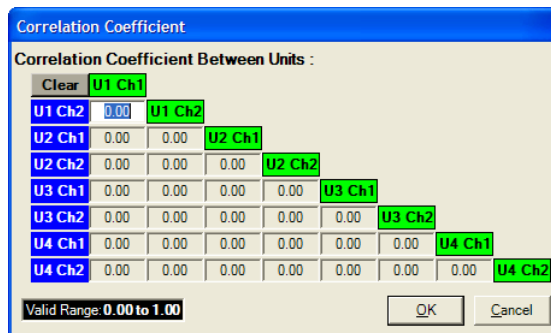 Correlation Coefficient
Correlation Coefficient Between Units :
Clear U1 Ch1
U1 Ch2 0.00 U1 Ch2
U2 Ch1 0.00 0.00 U2 Ch1
U2 Ch2 0.00 0.00 0.00 U2 Ch2
U3 Ch1 0.00 0.00 0.00 0.00 U3 Ch1
U3 Ch2 0.00 0.00 0.00 0.00 0.00 U3 Ch2
U4 Ch1 0.00 0.00 0.00 0.00 0.00 0.00 U4 Ch1
U4 Ch2 0.00 0.00 0.00 0.00 0.00 0.00 0.00 U4 Ch2
Valid Range: 0.00 to 1.00 OK Cancel